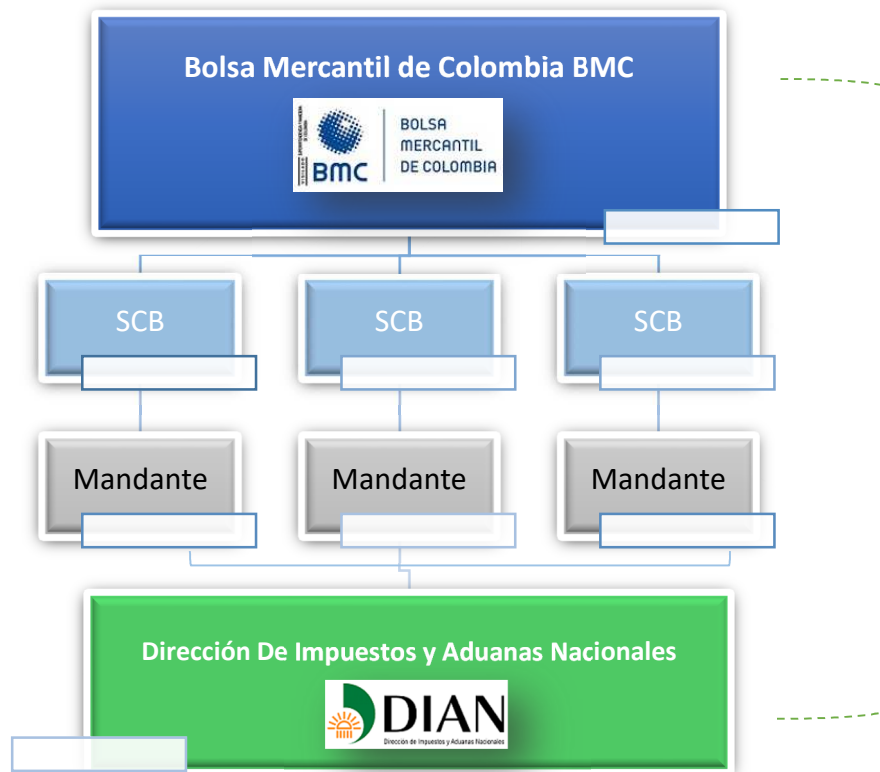 Bolsa Mercantil de Colombia BMC
BMC
BOLSA
MERCANTIL
DE COLOMBIA
SCB
SCB
SCB
Mandante
Mandante
Mandante
Dirección De Impuestos y Aduanas Nacionales
DIAN
Dirección de Impuestos y Aduanas Nacionales